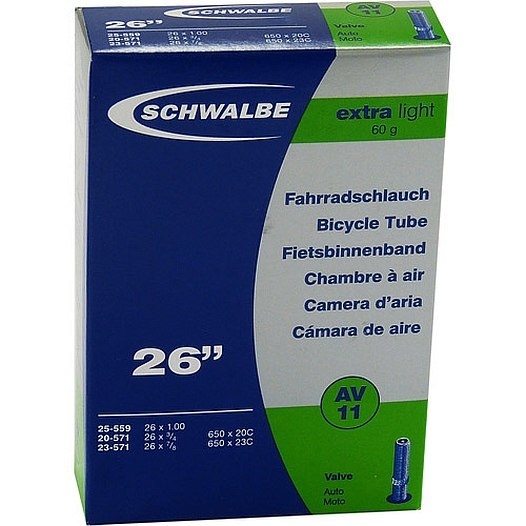 26"
25-559 26 x 1.00
20-571 26 x 3/4 650 x 20C
23-571 26 x 7/8 650 x 23C
Valve
Auto
Moto
AV
11
SCHWALBE
extra light
60 g
Fahrradschlauch
Bicycle Tube
Fietsbinnenband
Chambre à air
Camera d'aria
Cámara de aire
26”
AV
11
25-559 26 x 1.00
20-571 26 x 3/4 650 x 20C
23-571 26 x 7/8 650 x 23C
Valve
Auto
Moto